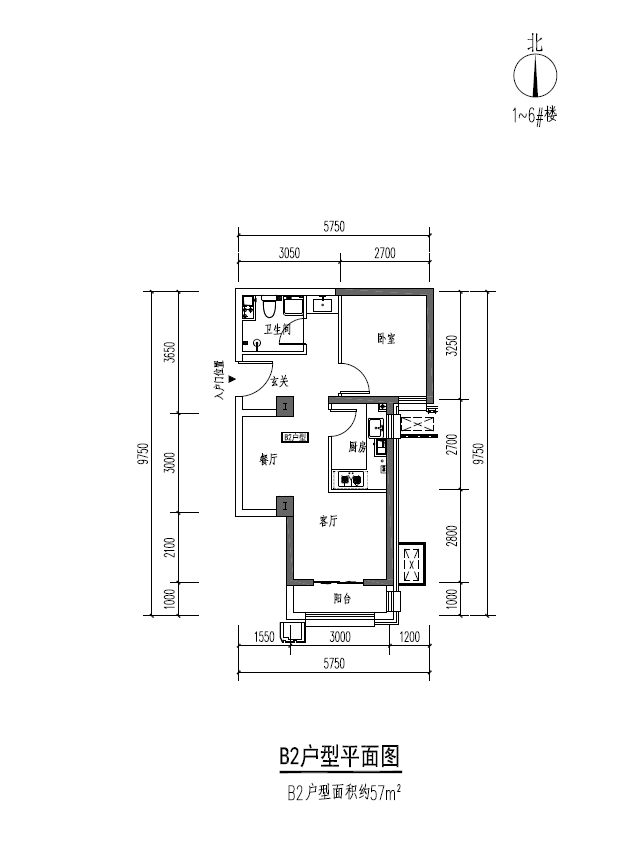 北
1~6#楼
5750
3050 2700
卫生间
卧室
入户门位置
玄关
B2户型
厨房
餐厅
客厅
阳台
3650
3000
2100
1000
9750
3250
2700
2800
1000
9750
1550 3000 1200
5750
B2户型平面图
B2户型面积约57m²